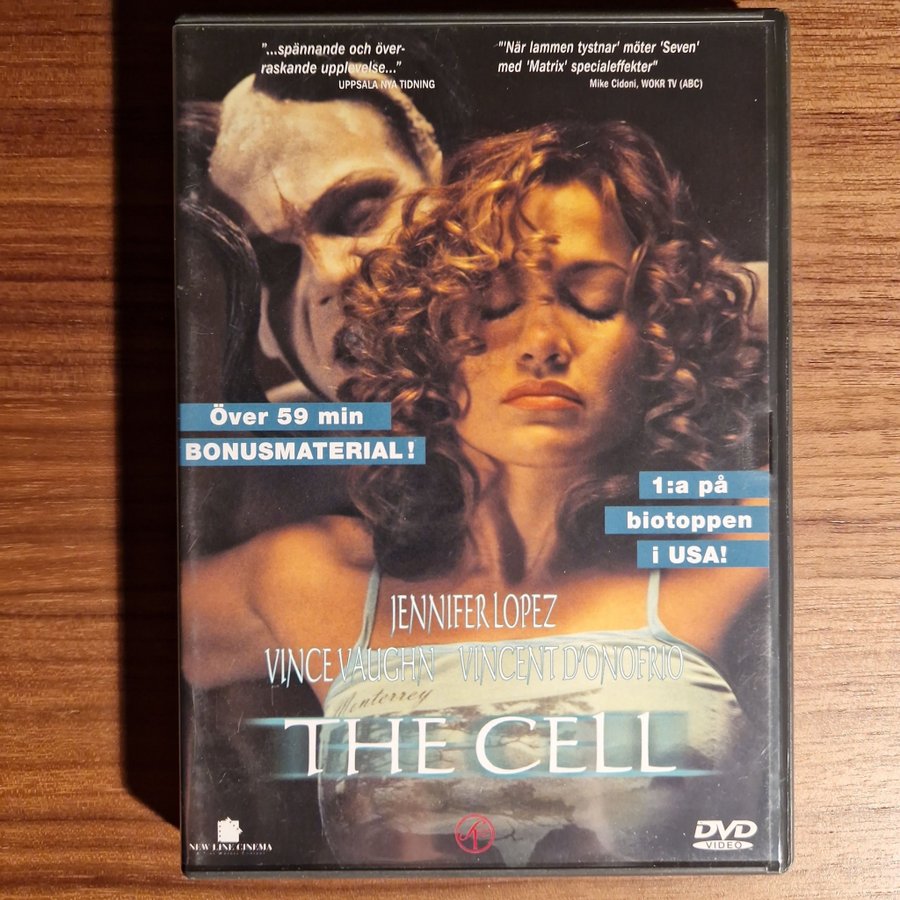 "...spännande och över-
raskande upplevelse..."
UPPSALA NYA TIDNING
"'När lammen tystnar' möter 'Seven'
med 'Matrix' specialeffekter"
Mike Cidoni, WOKR TV (ABC)
Över 59 min
BONUSMATERIAL!
1:a på
biotoppen
i USA!
JENNIFER LOPEZ
VINCE VAUGHN VINCENT D'ONOFRIO
Monterrey
THE CELL
NEW LINE CINEMA
DVD
VIDEO